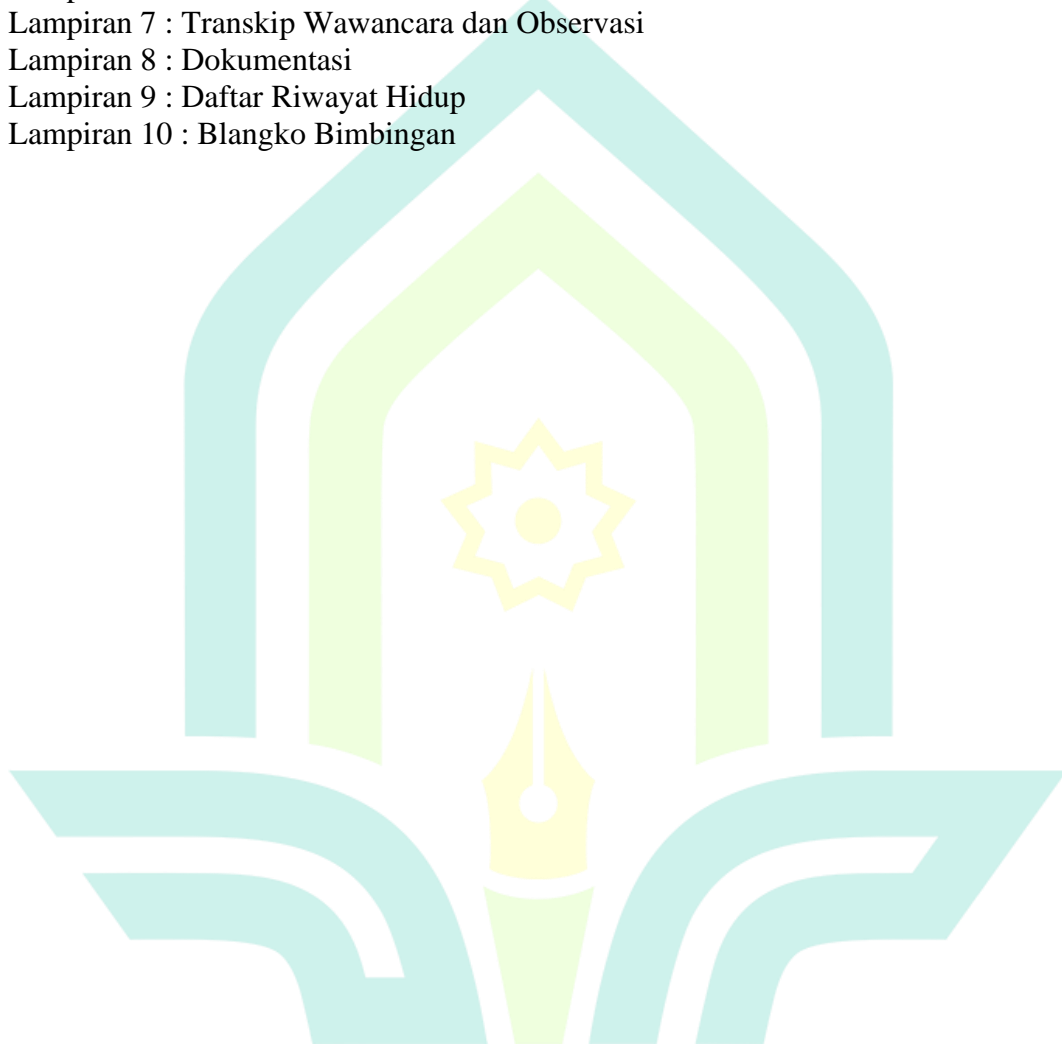 Lampiran 7 : Transkip Wawancara dan Observasi
Lampiran 8 : Dokumentasi
Lampiran 9 : Daftar Riwayat Hidup
Lampiran 10 : Blangko Bimbingan